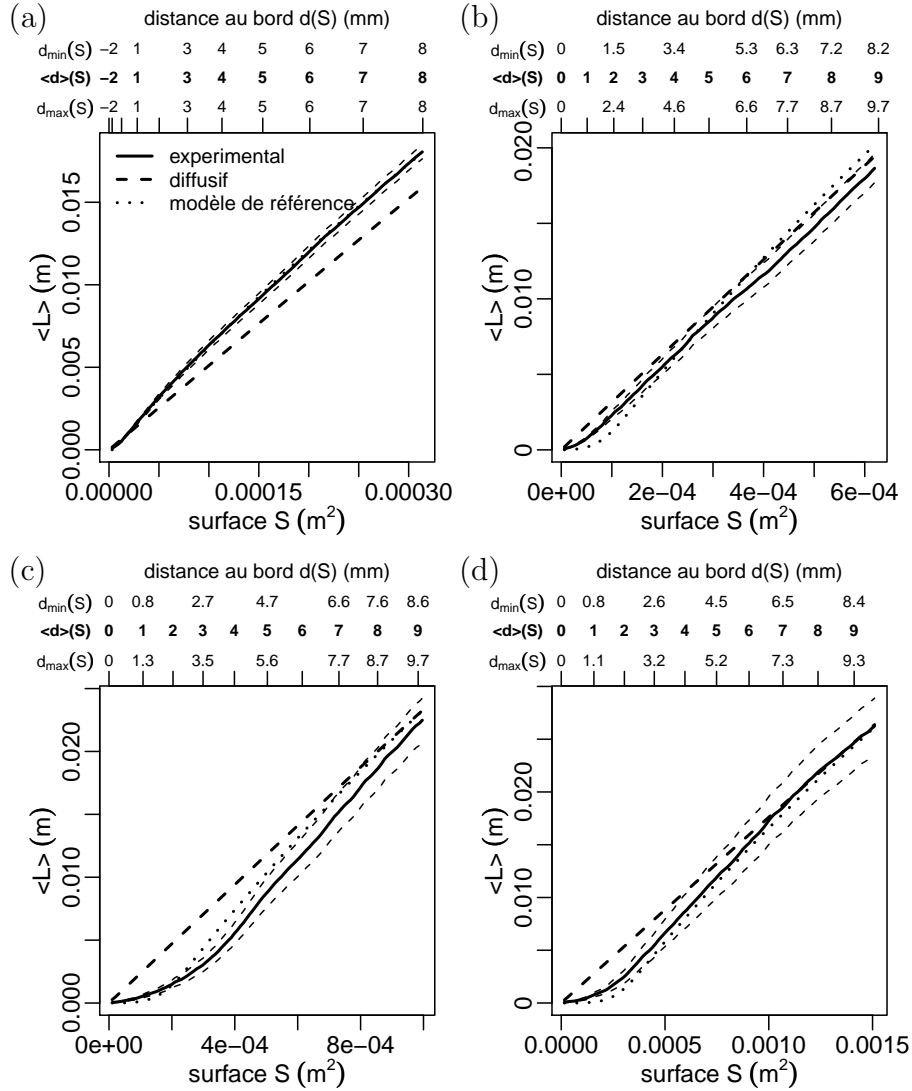 (a)
distance au bord d(S) (mm)
dmin(S) −2 1 3 4 5 6 7 8
<d>(S) −2 1 3 4 5 6 7 8
dmax(S) −2 1 3 4 5 6 7 8
experimental
diffusif
modèle de référence
<L> (m)
0.000 0.005 0.010 0.015
0.00000 0.00015 0.00030
surface S (m²)
(b)
distance au bord d(S) (mm)
dmin(S) 0 1.5 3.4 5.3 6.3 7.2 8.2
<d>(S) 0 1 2 3 4 5 6 7 8 9
dmax(S) 0 2.4 4.6 6.6 7.7 8.7 9.7
<L> (m)
0 0.010 0.020
0e+00 2e−04 4e−04 6e−04
surface S (m²)
(c)
distance au bord d(S) (mm)
dmin(S) 0 0.8 2.7 4.7 6.6 7.6 8.6
<d>(S) 0 1 2 3 4 5 6 7 8 9
dmax(S) 0 1.3 3.5 5.6 7.7 8.7 9.7
<L> (m)
0.000 0.010 0.020
0e+00 4e−04 8e−04
surface S (m²)
(d)
distance au bord d(S) (mm)
dmin(S) 0 0.8 2.6 4.5 6.5 8.4
<d>(S) 0 1 2 3 4 5 6 7 8 9
dmax(S) 0 1.1 3.2 5.2 7.3 9.3
<L> (m)
0 0.010 0.020
0.0000 0.0005 0.0010 0.0015
surface S (m²)